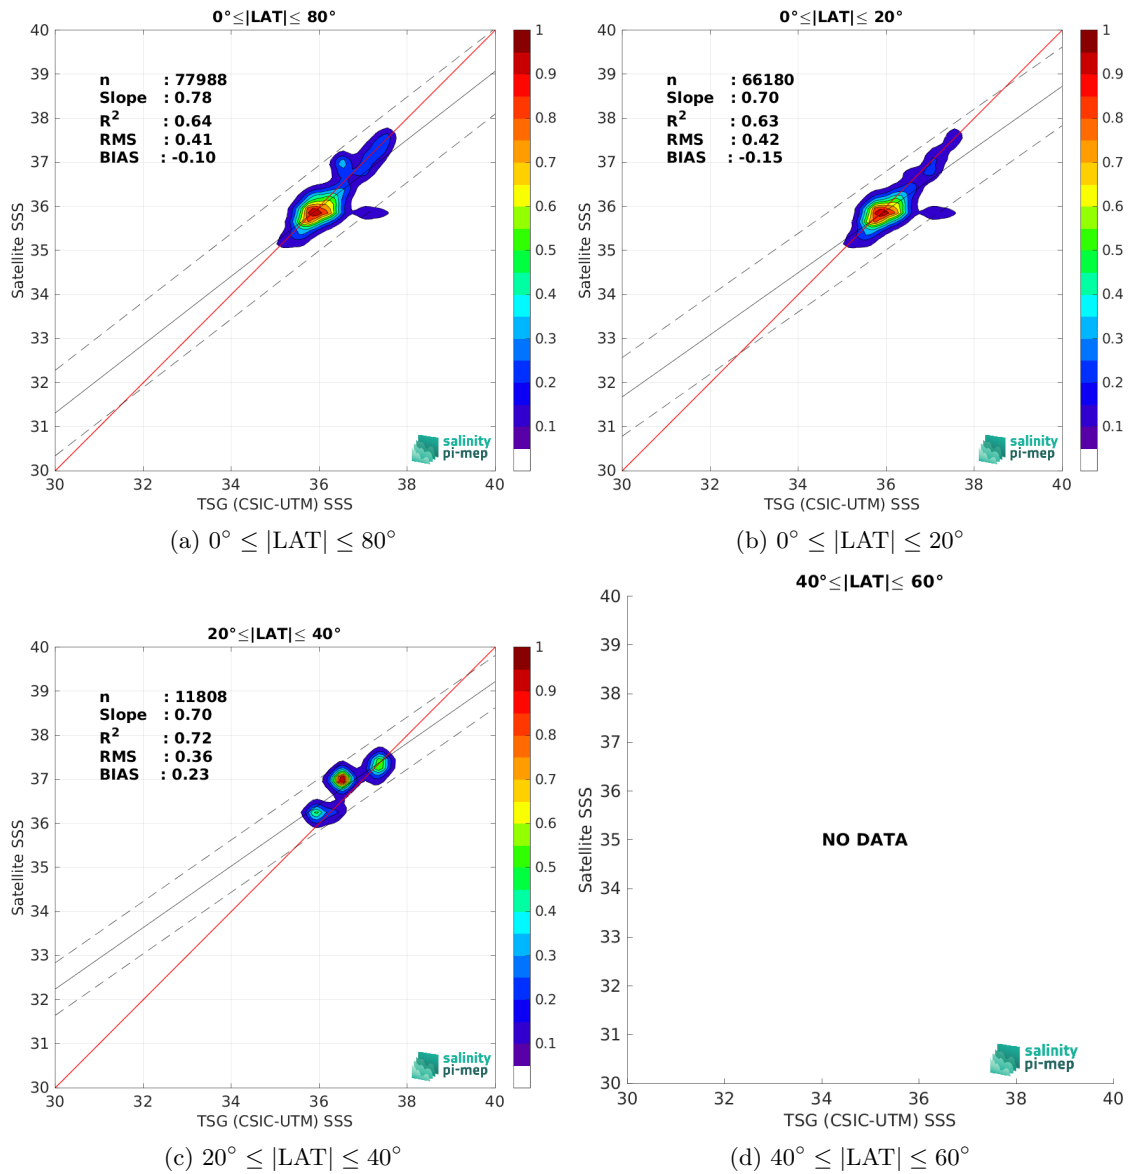 0°≤|LAT|≤ 80°
40
39
38
37
36
35
34
33
32
31
30
Satellite SSS
n : 77988
Slope : 0.78
R² : 0.64
RMS : 0.41
BIAS : -0.10
salinity
pi-mep
30 32 34 36 38 40
TSG (CSIC-UTM) SSS
1
0.9
0.8
0.7
0.6
0.5
0.4
0.3
0.2
0.1
(a) 0° ≤ |LAT| ≤ 80°
0°≤|LAT|≤ 20°
40
39
38
37
36
35
34
33
32
31
30
Satellite SSS
n : 66180
Slope : 0.70
R² : 0.63
RMS : 0.42
BIAS : -0.15
salinity
pi-mep
30 32 34 36 38 40
TSG (CSIC-UTM) SSS
1
0.9
0.8
0.7
0.6
0.5
0.4
0.3
0.2
0.1
(b) 0° ≤ |LAT| ≤ 20°
20°≤|LAT|≤ 40°
40
39
38
37
36
35
34
33
32
31
30
Satellite SSS
n : 11808
Slope : 0.70
R² : 0.72
RMS : 0.36
BIAS : 0.23
salinity
pi-mep
30 32 34 36 38 40
TSG (CSIC-UTM) SSS
1
0.9
0.8
0.7
0.6
0.5
0.4
0.3
0.2
0.1
(c) 20° ≤ |LAT| ≤ 40°
40°≤|LAT|≤ 60°
40
39
38
37
36
35
34
33
32
31
30
Satellite SSS
NO DATA
salinity
pi-mep
30 32 34 36 38 40
TSG (CSIC-UTM) SSS
(d) 40° ≤ |LAT| ≤ 60°